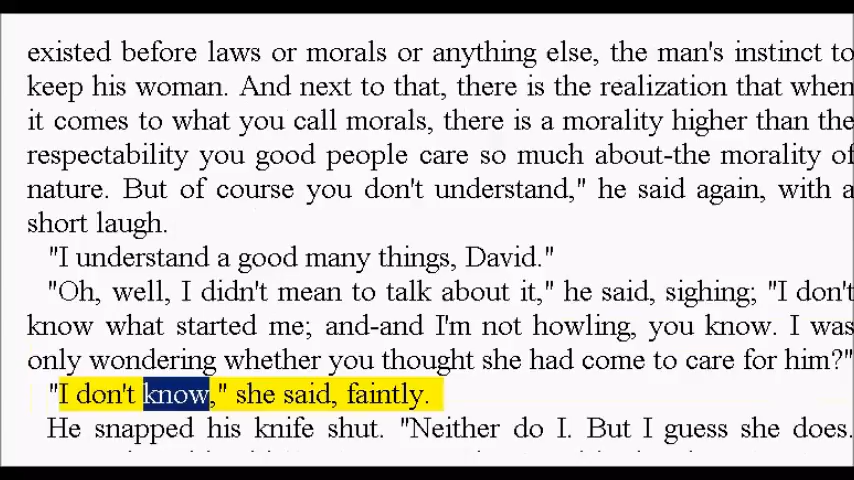 existed before laws or morals or anything else, the man's instinct to
keep his woman. And next to that, there is the realization that when
it comes to what you call morals, there is a morality higher than the
respectability you good people care so much about-the morality of
nature. But of course you don't understand," he said again, with a
short laugh.
"I understand a good many things, David."
"Oh, well, I didn't mean to talk about it," he said, sighing; "I don't
know what started me; and-and I'm not howling, you know. I was
only wondering whether you thought she had come to care for him?"
"I don't know," she said, faintly.
He snapped his knife shut. "Neither do I. But I guess she does.